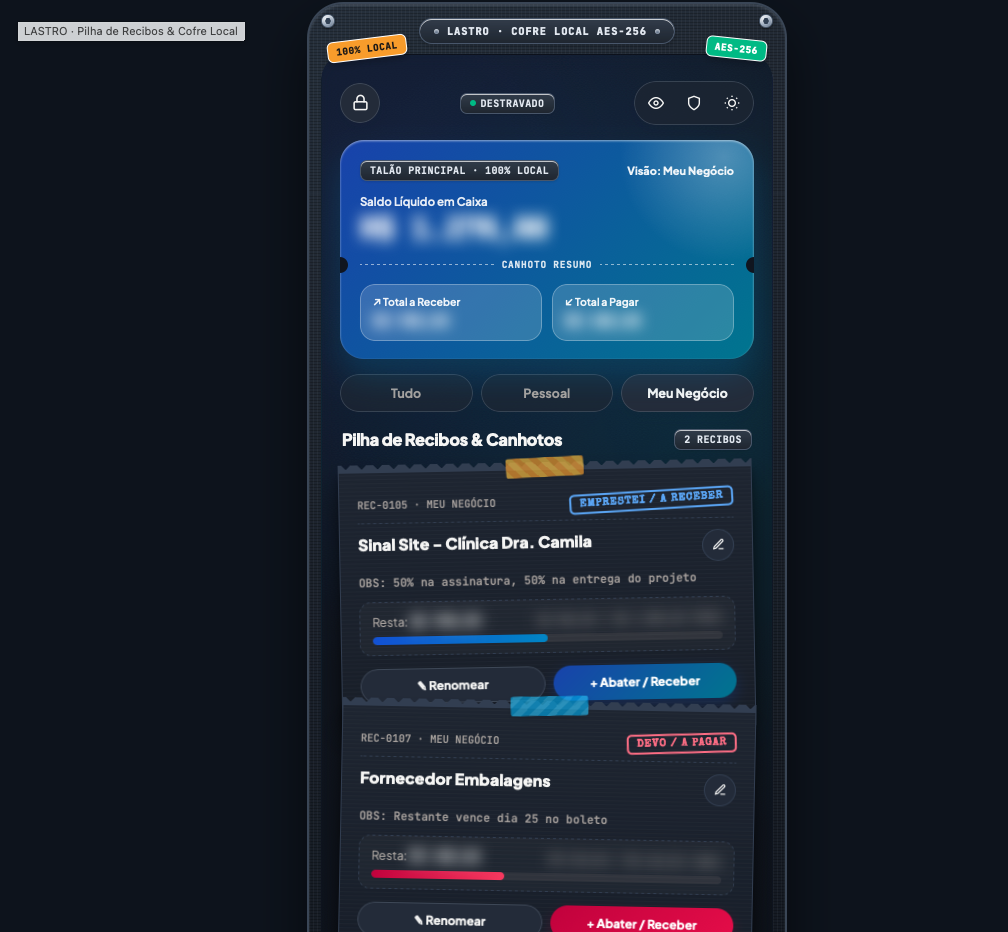 LASTRO · Pilha de Recibos & Cofre Local
LASTRO · COFRE LOCAL AES-256
100% LOCAL
AES-256
DESTRAVADO
TALÃO PRINCIPAL · 100% LOCAL
Visão: Meu Negócio
Saldo Líquido em Caixa
CANHOTO RESUMO
Total a Receber
Total a Pagar
Tudo
Pessoal
Meu Negócio
Pilha de Recibos & Canhotos
2 RECIBOS
REC-0105 · MEU NEGÓCIO
EMPRESTEI / A RECEBER
Sinal Site – Clínica Dra. Camila
OBS: 50% na assinatura, 50% na entrega do projeto
Resta:
✎ Renomear
+ Abater / Receber
REC-0107 · MEU NEGÓCIO
DEVO / A PAGAR
Fornecedor Embalagens
OBS: Restante vence dia 25 no boleto
Resta:
✎ Renomear
+ Abater / Receber